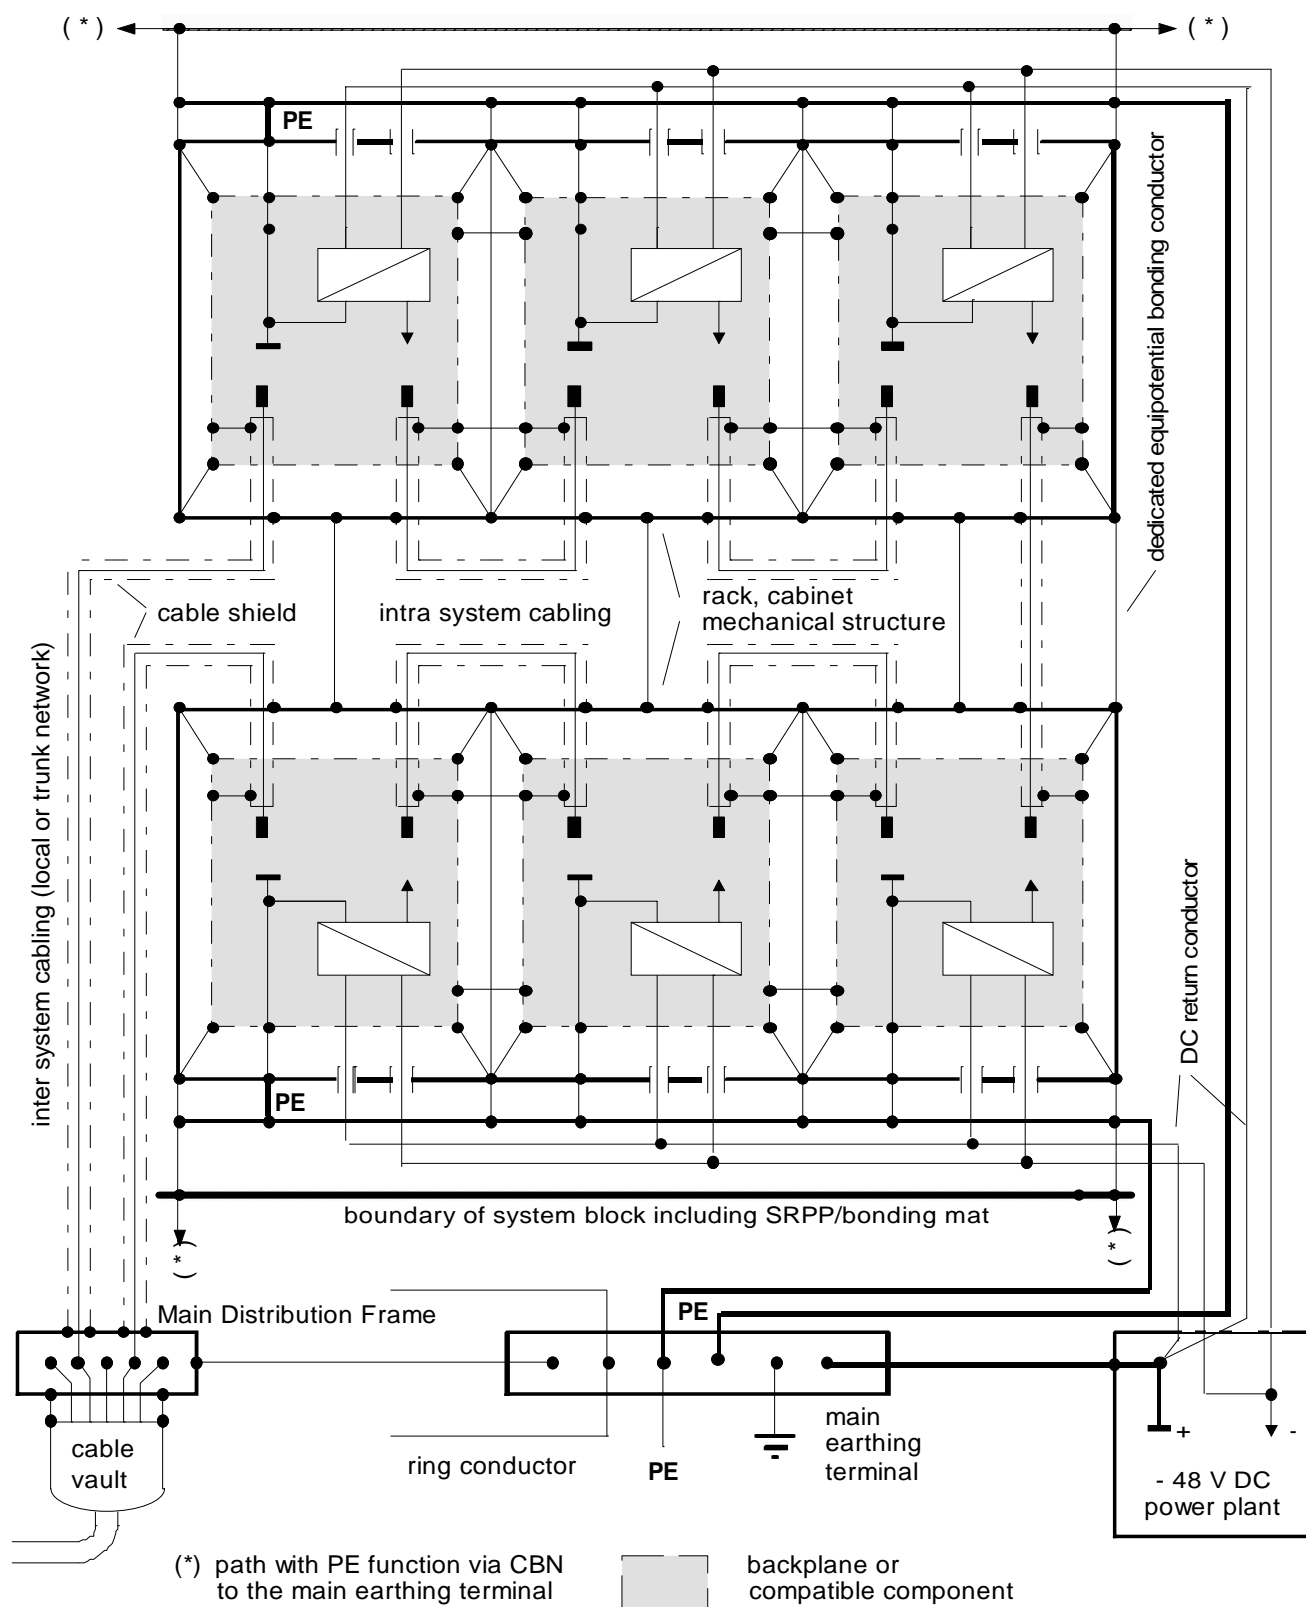 ( * )
( * )
PE
dedicated equipotential bonding conductor
cable shield
intra system cabling
rack, cabinet
mechanical structure
inter system cabling (local or trunk network)
DC return conductor
PE
boundary of system block including SRPP/bonding mat
( * )
( * )
Main Distribution Frame
PE
cable
vault
ring conductor
PE
main
earthing
terminal
+
-
- 48 V DC
power plant
(*) path with PE function via CBN
to the main earthing terminal
backplane or
compatible component